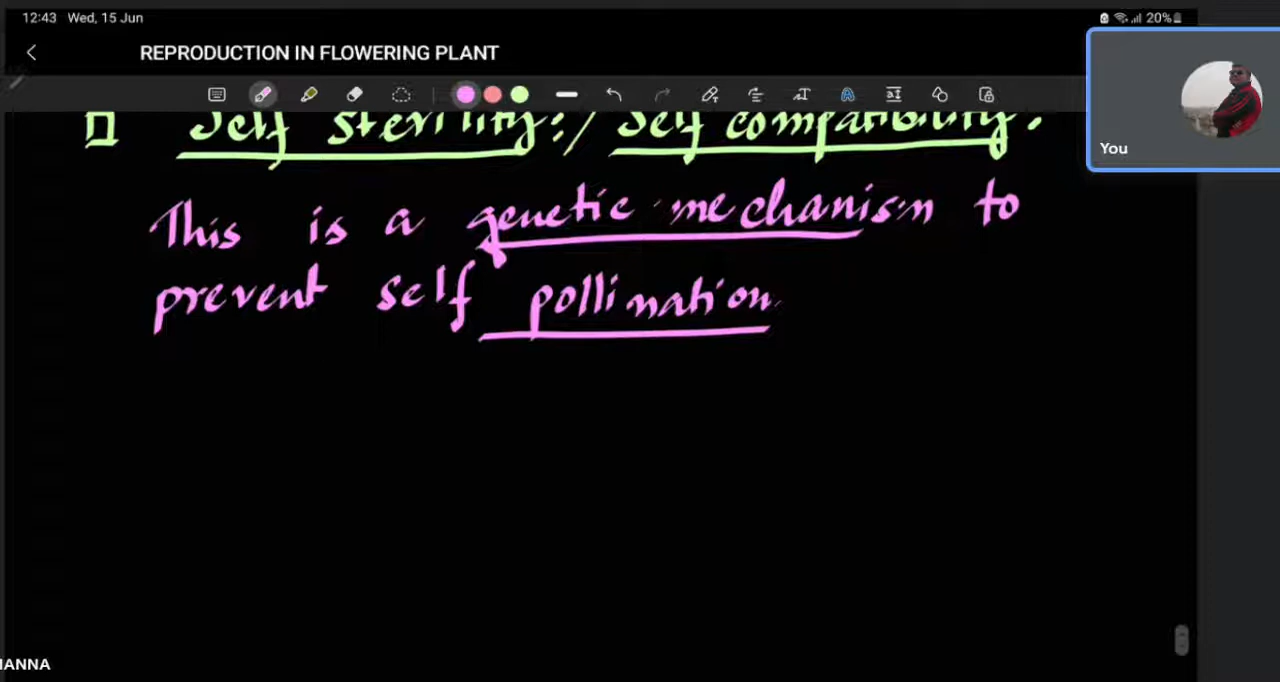 12:43 Wed, 15 Jun
20%
REPRODUCTION IN FLOWERING PLANT
Self sterility:/ Self compatibility.
This is a genetic mechanism to
prevent self pollination
You
IANNA